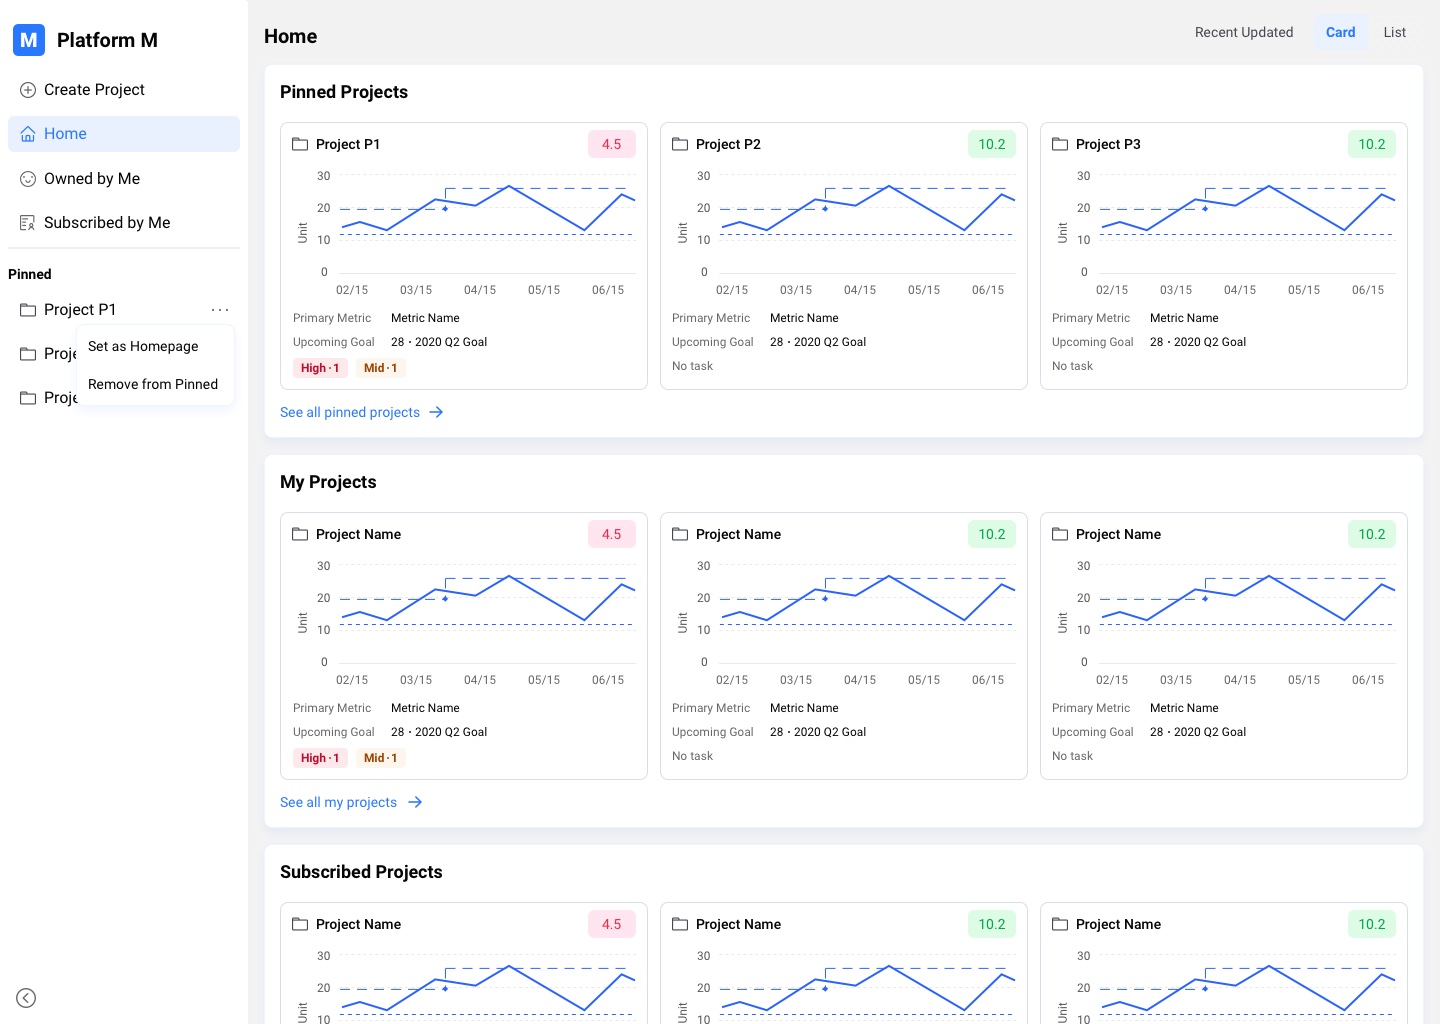 M Platform M
Create Project
Home
Owned by Me
Subscribed by Me
Pinned
Project P1 ···
Set as Homepage
Remove from Pinned
Home
Recent Updated Card List
Pinned Projects
Project P1 4.5
30
20
10
0
Unit
02/15 03/15 04/15 05/15 06/15
Primary Metric Metric Name
Upcoming Goal 28 · 2020 Q2 Goal
High · 1 Mid · 1
Project P2 10.2
30
20
10
0
Unit
02/15 03/15 04/15 05/15 06/15
Primary Metric Metric Name
Upcoming Goal 28 · 2020 Q2 Goal
No task
Project P3 10.2
30
20
10
0
Unit
02/15 03/15 04/15 05/15 06/15
Primary Metric Metric Name
Upcoming Goal 28 · 2020 Q2 Goal
No task
See all pinned projects
My Projects
Project Name 4.5
30
20
10
0
Unit
02/15 03/15 04/15 05/15 06/15
Primary Metric Metric Name
Upcoming Goal 28 · 2020 Q2 Goal
High · 1 Mid · 1
Project Name 10.2
30
20
10
0
Unit
02/15 03/15 04/15 05/15 06/15
Primary Metric Metric Name
Upcoming Goal 28 · 2020 Q2 Goal
No task
Project Name 10.2
30
20
10
0
Unit
02/15 03/15 04/15 05/15 06/15
Primary Metric Metric Name
Upcoming Goal 28 · 2020 Q2 Goal
No task
See all my projects
Subscribed Projects
Project Name 4.5
30
20
10
Unit
Project Name 10.2
30
20
10
Unit
Project Name 10.2
30
20
10
Unit